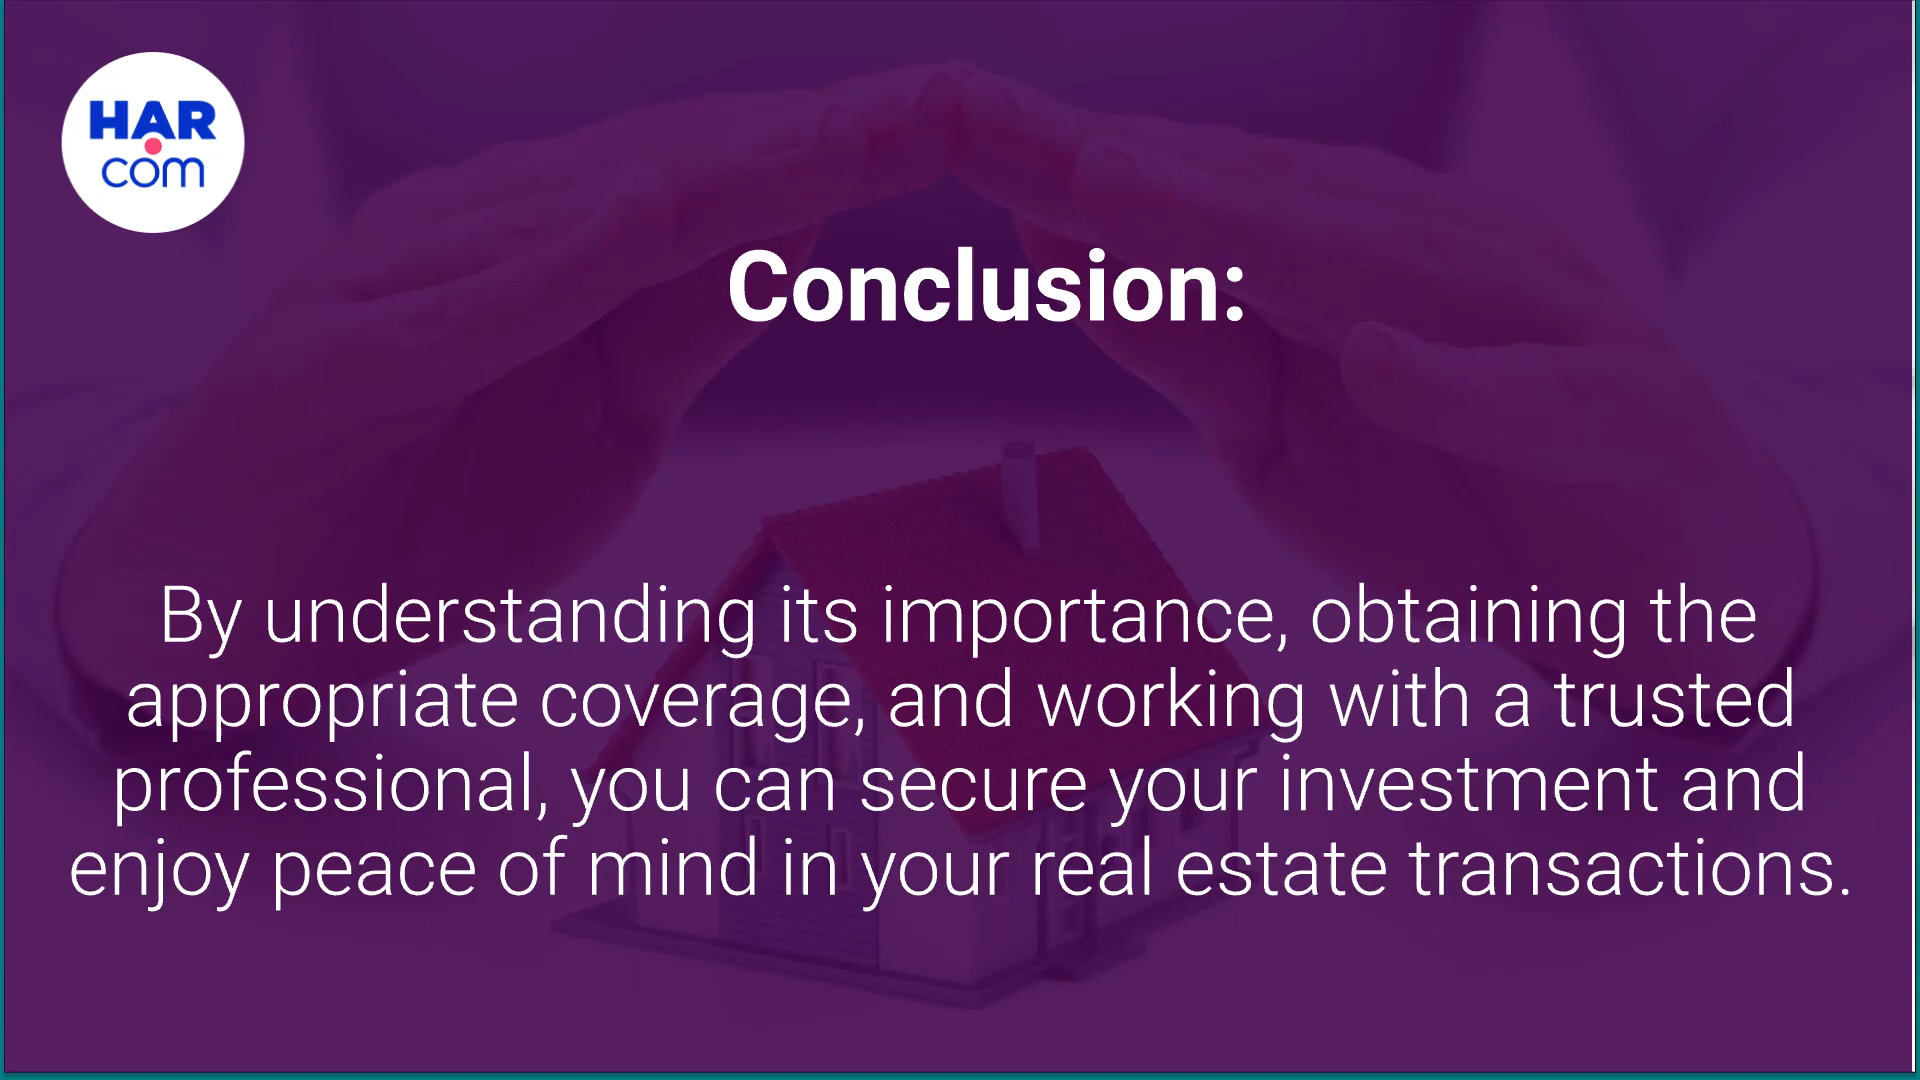 HAR
com
Conclusion:
By understanding its importance, obtaining the
appropriate coverage, and working with a trusted
professional, you can secure your investment and
enjoy peace of mind in your real estate transactions.